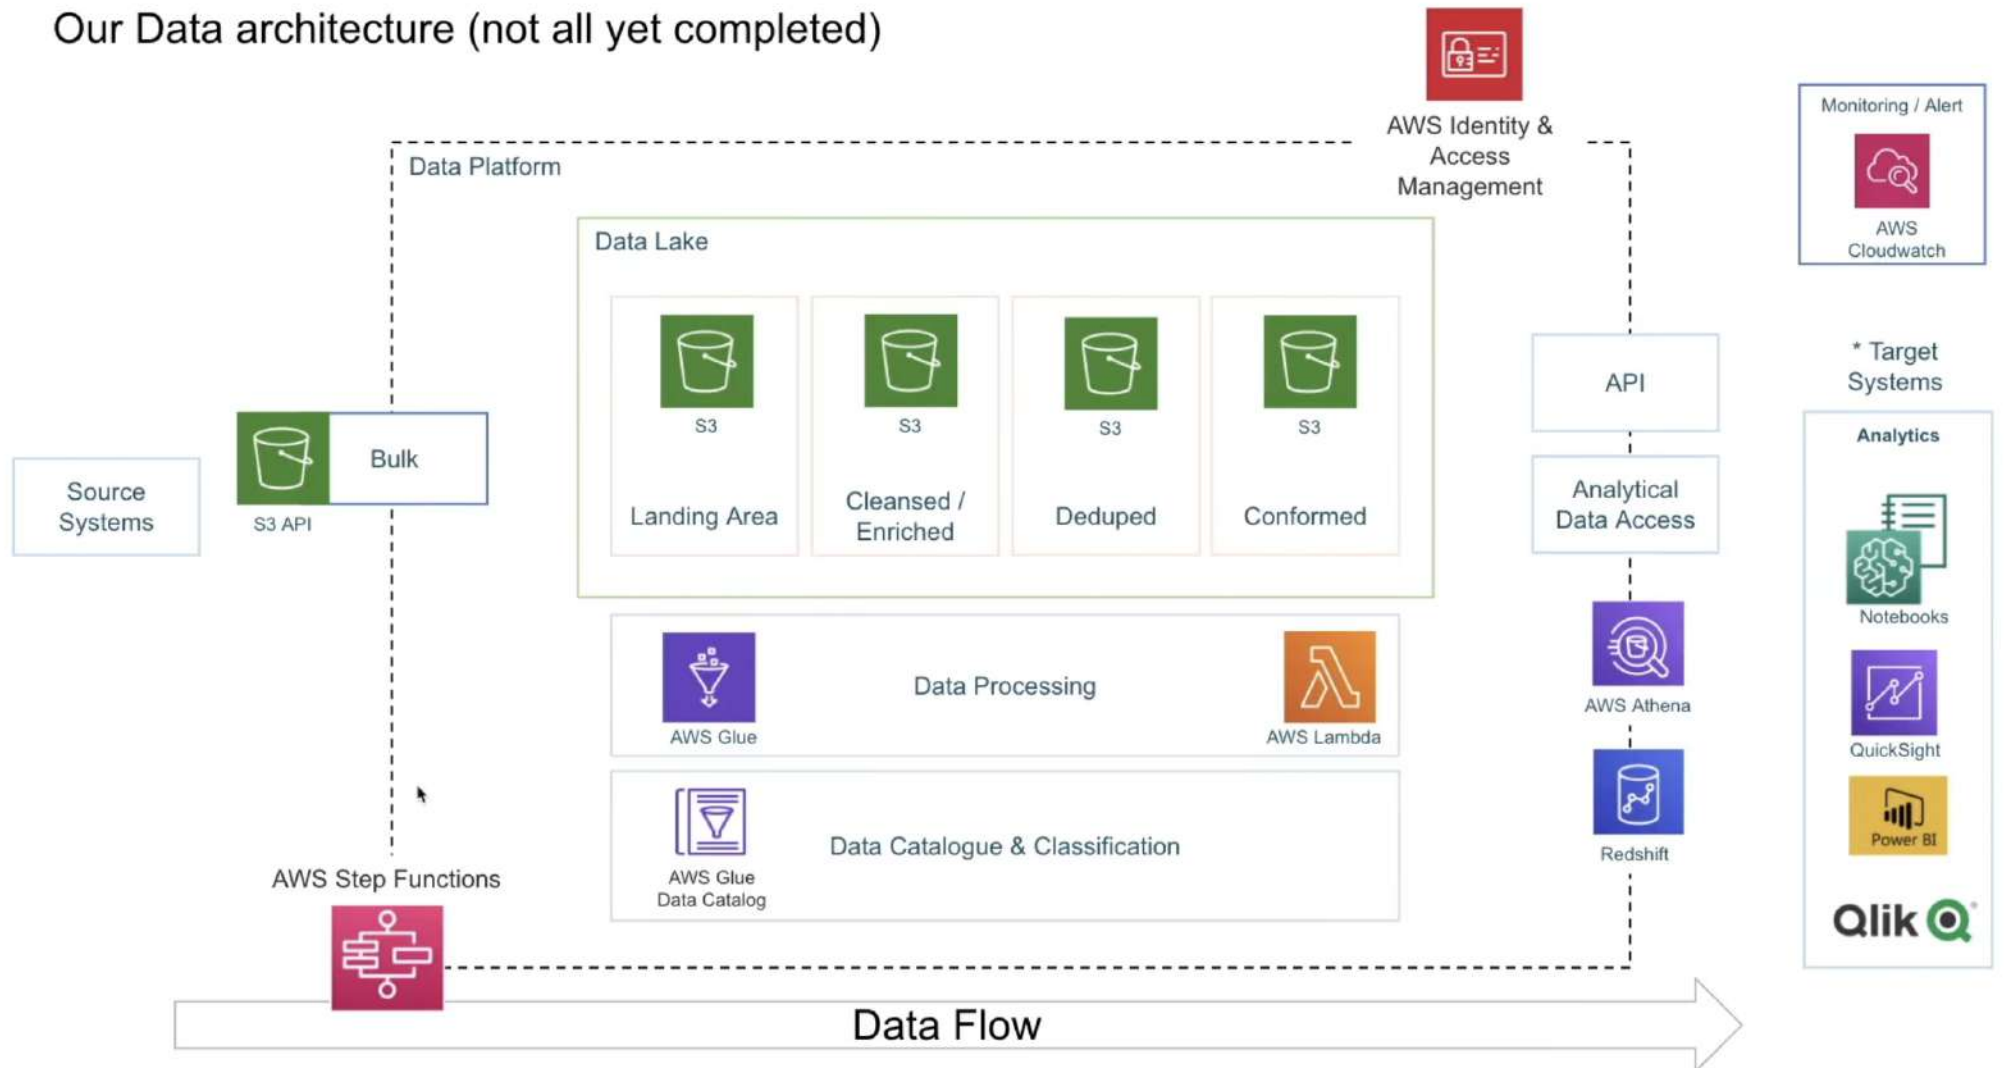 Our Data architecture (not all yet completed)
AWS Identity &
Access
Management
Monitoring / Alert
AWS
Cloudwatch
Data Platform
Data Lake
S3
Landing Area
S3
Cleansed /
Enriched
S3
Deduped
S3
Conformed
Source
Systems
S3 API
Bulk
API
Analytical
Data Access
AWS Athena
Redshift
* Target
Systems
Analytics
Notebooks
QuickSight
Power BI
Qlik
AWS Glue
Data Processing
AWS Lambda
AWS Glue
Data Catalog
Data Catalogue & Classification
AWS Step Functions
Data Flow